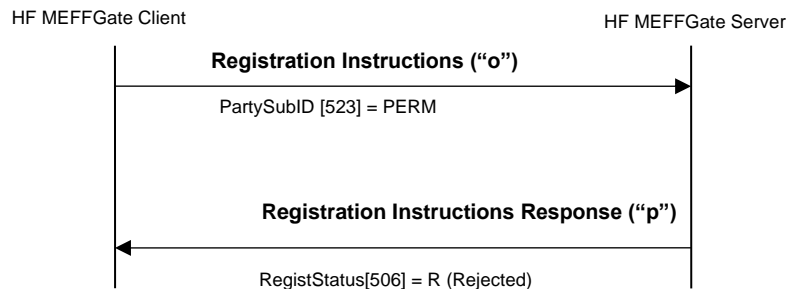 HF MEFFGate Client
HF MEFFGate Server
Registration Instructions (“o”)
PartySubID [523] = PERM
Registration Instructions Response (“p”)
RegistStatus[506] = R (Rejected)